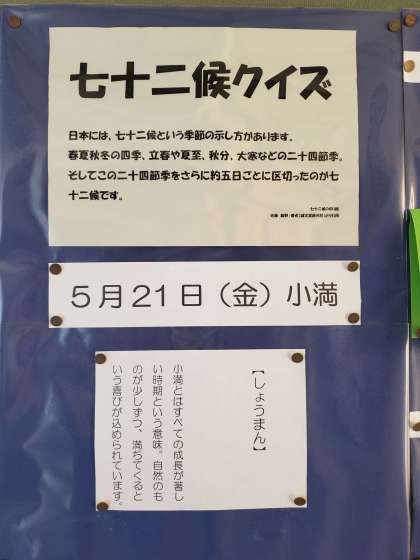 七十二候クイズ
日本には、七十二候という季節の示し方があります。
春夏秋冬の四季、立春や夏至、秋分、大寒などの二十四節季。
そしてこの二十四節季をさらに約五日ごとに区切ったのが七
十二候です。
5月21日（金）小満
【しょうまん】
小満とはすべての成長が著し
い時期という意味。自然のも
のが少しずつ、満ちてくると
いう喜びが込められています。